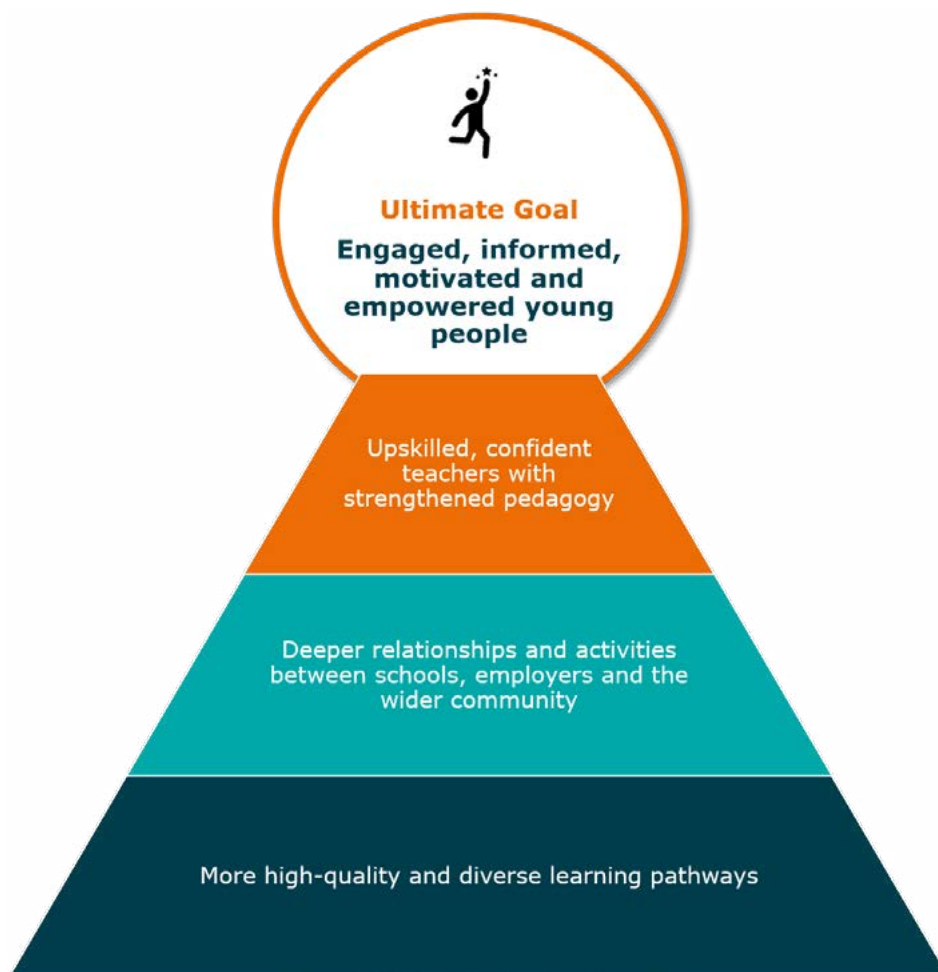 Ultimate Goal
Engaged, informed,
motivated and
empowered young
people
Upskilled, confident
teachers with
strengthened pedagogy
Deeper relationships and activities
between schools, employers and the
wider community
More high-quality and diverse learning pathways